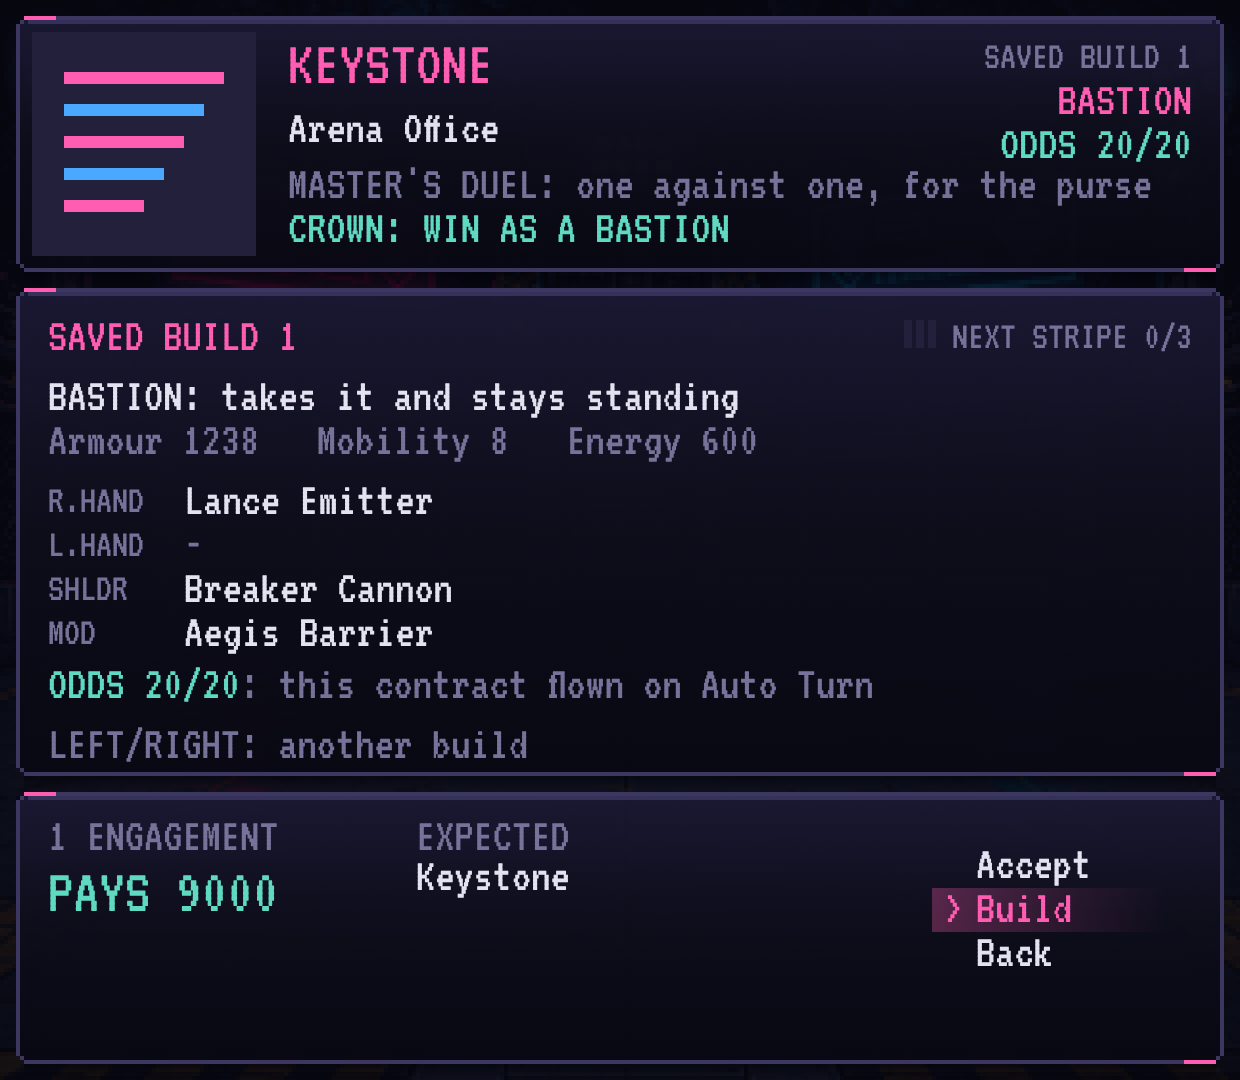 KEYSTONE
SAVED BUILD 1
BASTION
Arena Office
ODDS 20/20
MASTER'S DUEL: one against one, for the purse
CROWN: WIN AS A BASTION
SAVED BUILD 1
NEXT STRIPE 0/3
BASTION: takes it and stays standing
Armour 1238 Mobility 8 Energy 600
R.HAND Lance Emitter
L.HAND -
SHLDR Breaker Cannon
MOD Aegis Barrier
ODDS 20/20: this contract flown on Auto Turn
LEFT/RIGHT: another build
1 ENGAGEMENT
PAYS 9000
EXPECTED
Keystone
Accept
> Build
Back